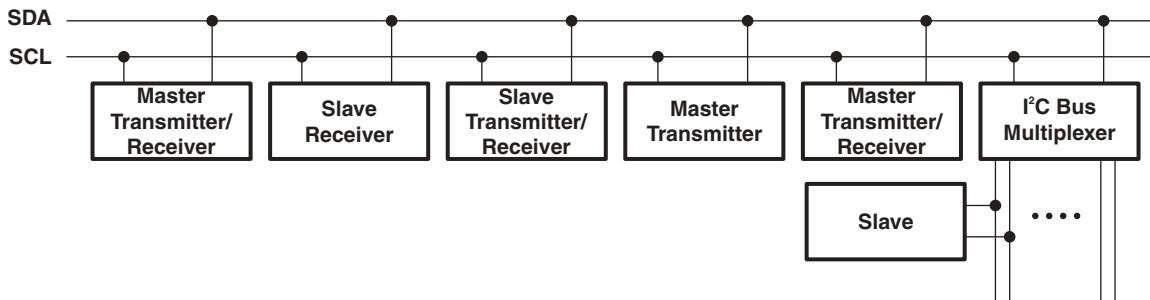 SDA
SCL
Master
Transmitter/
Receiver
Slave
Receiver
Slave
Transmitter/
Receiver
Master
Transmitter
Master
Transmitter/
Receiver
I²C Bus
Multiplexer
Slave